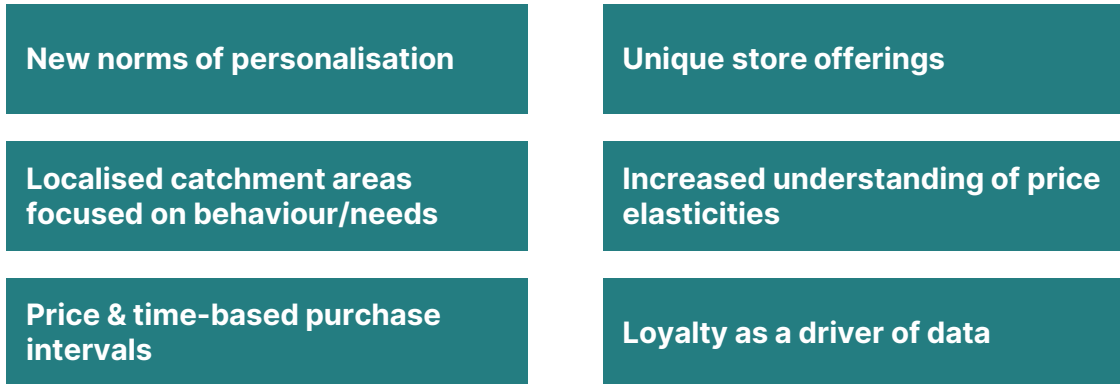 New norms of personalisation
Unique store offerings
Localised catchment areas
focused on behaviour/needs
Increased understanding of price
elasticities
Price & time-based purchase
intervals
Loyalty as a driver of data